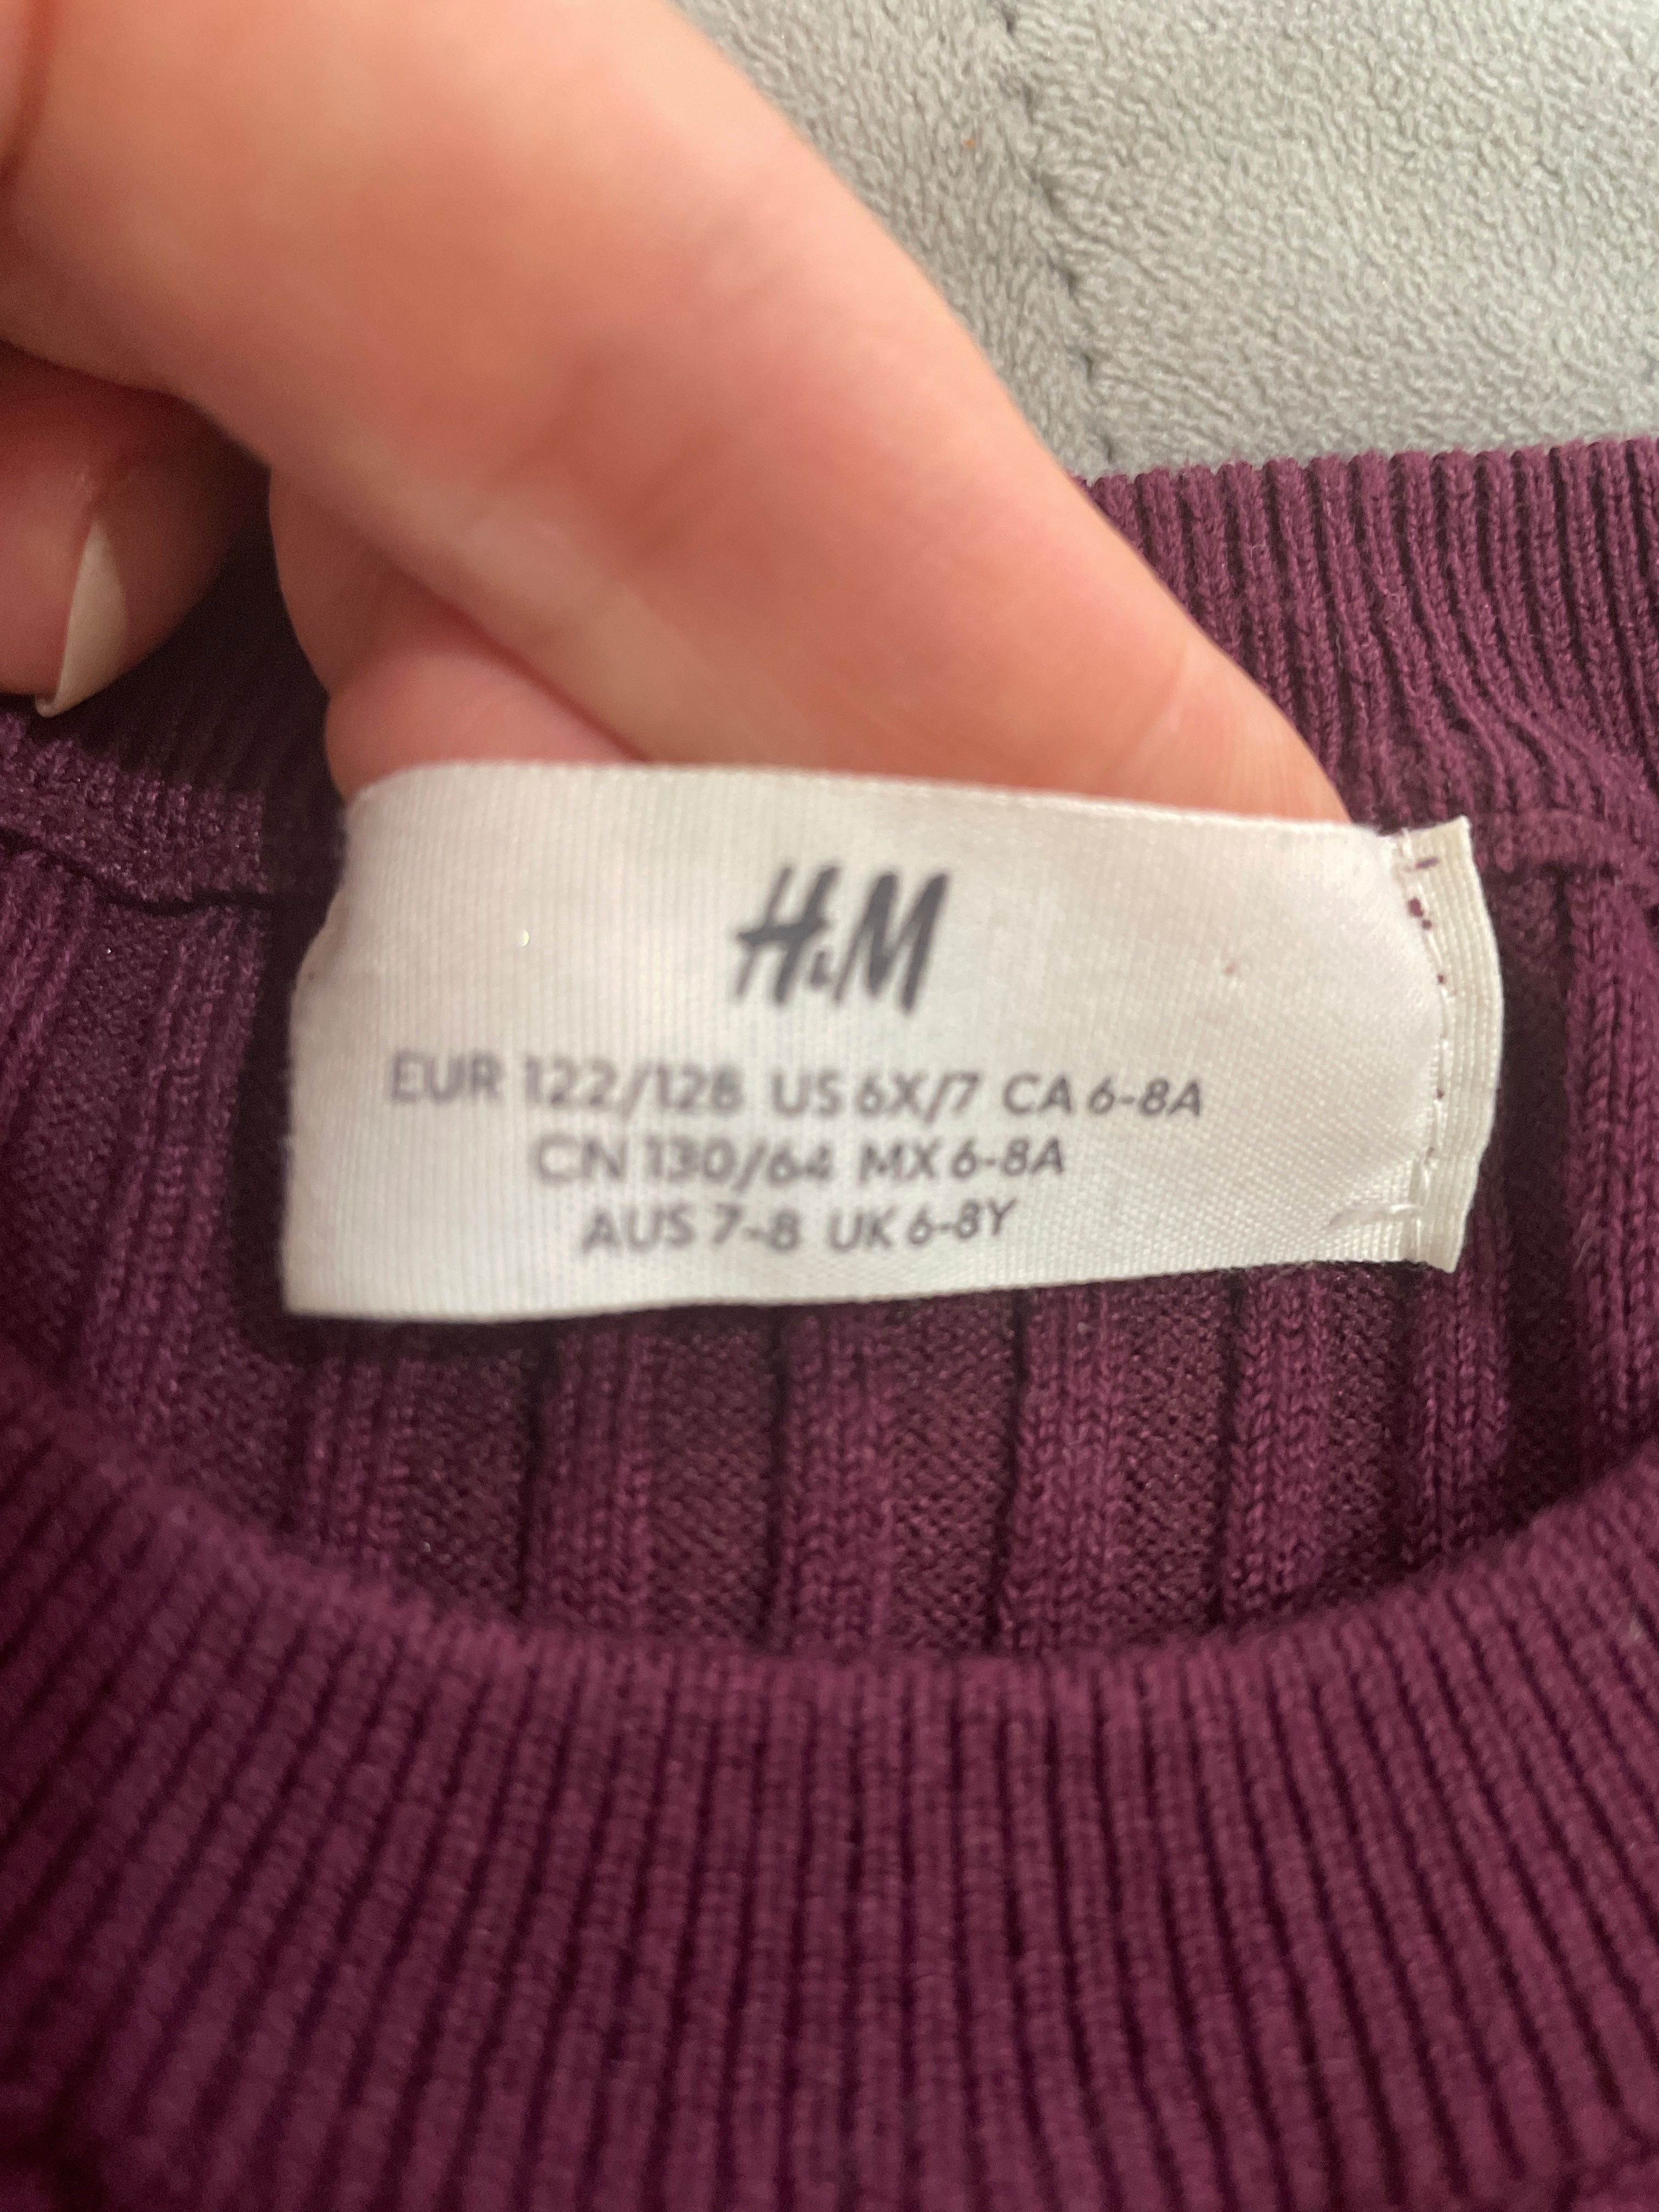 H&M
EUR 122/128 US 6X/7 CA 6-8A
CN 130/64 MX 6-8A
AUS 7-8 UK 6-8Y